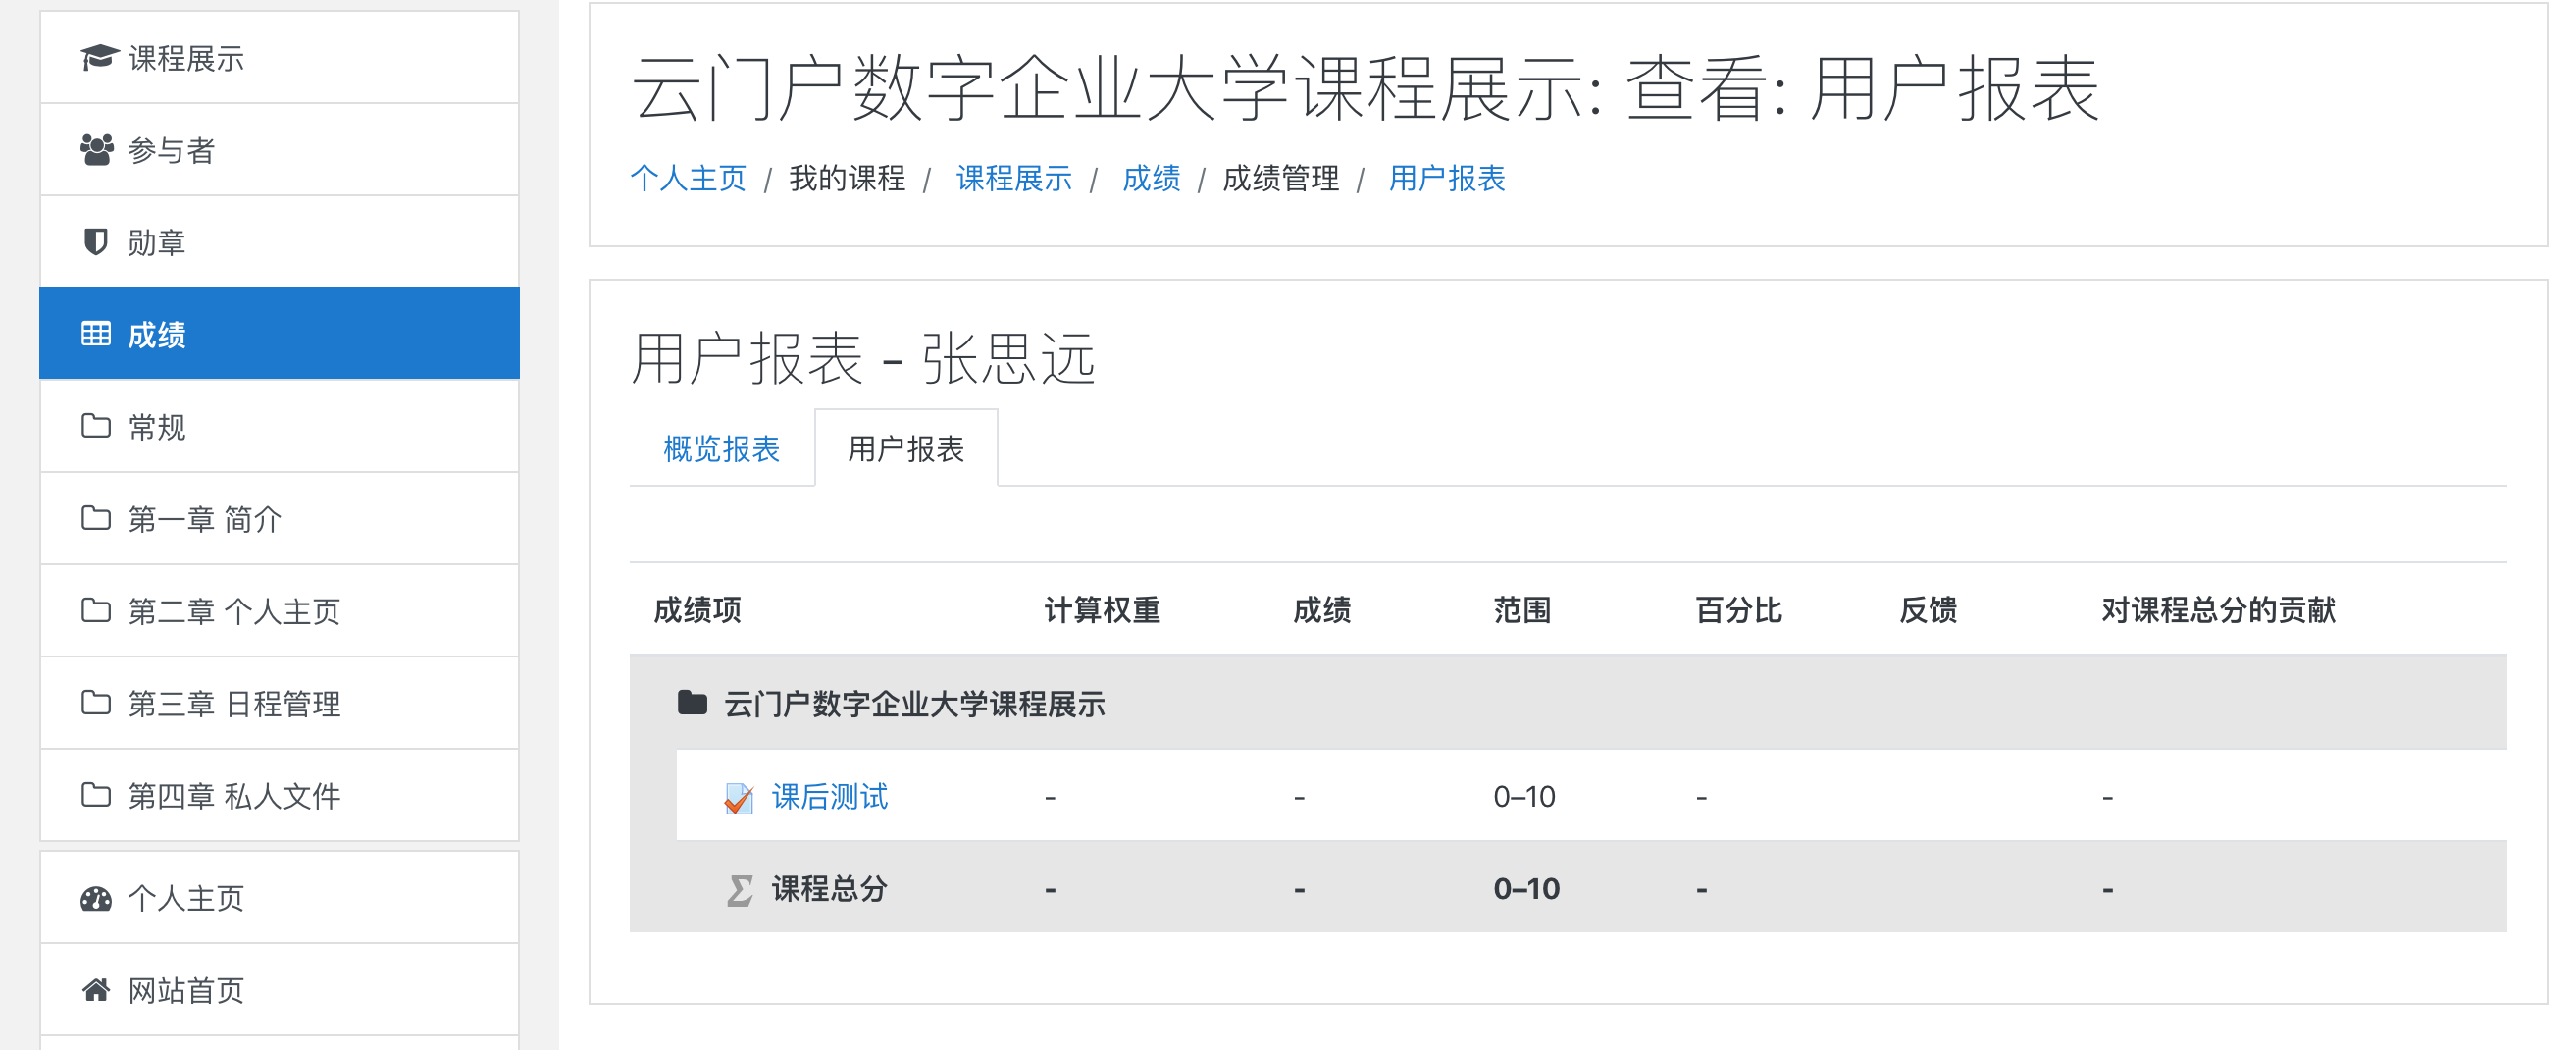 课程展示
参与者
勋章
成绩
常规
第一章 简介
第二章 个人主页
第三章 日程管理
第四章 私人文件
个人主页
网站首页
云门户数字企业大学课程展示: 查看: 用户报表
个人主页 / 我的课程 / 课程展示 / 成绩 / 成绩管理 / 用户报表
用户报表 - 张思远
概览报表 用户报表
成绩项 计算权重 成绩 范围 百分比 反馈 对课程总分的贡献
云门户数字企业大学课程展示
课后测试 - - 0–10 - -
课程总分 - - 0–10 - -